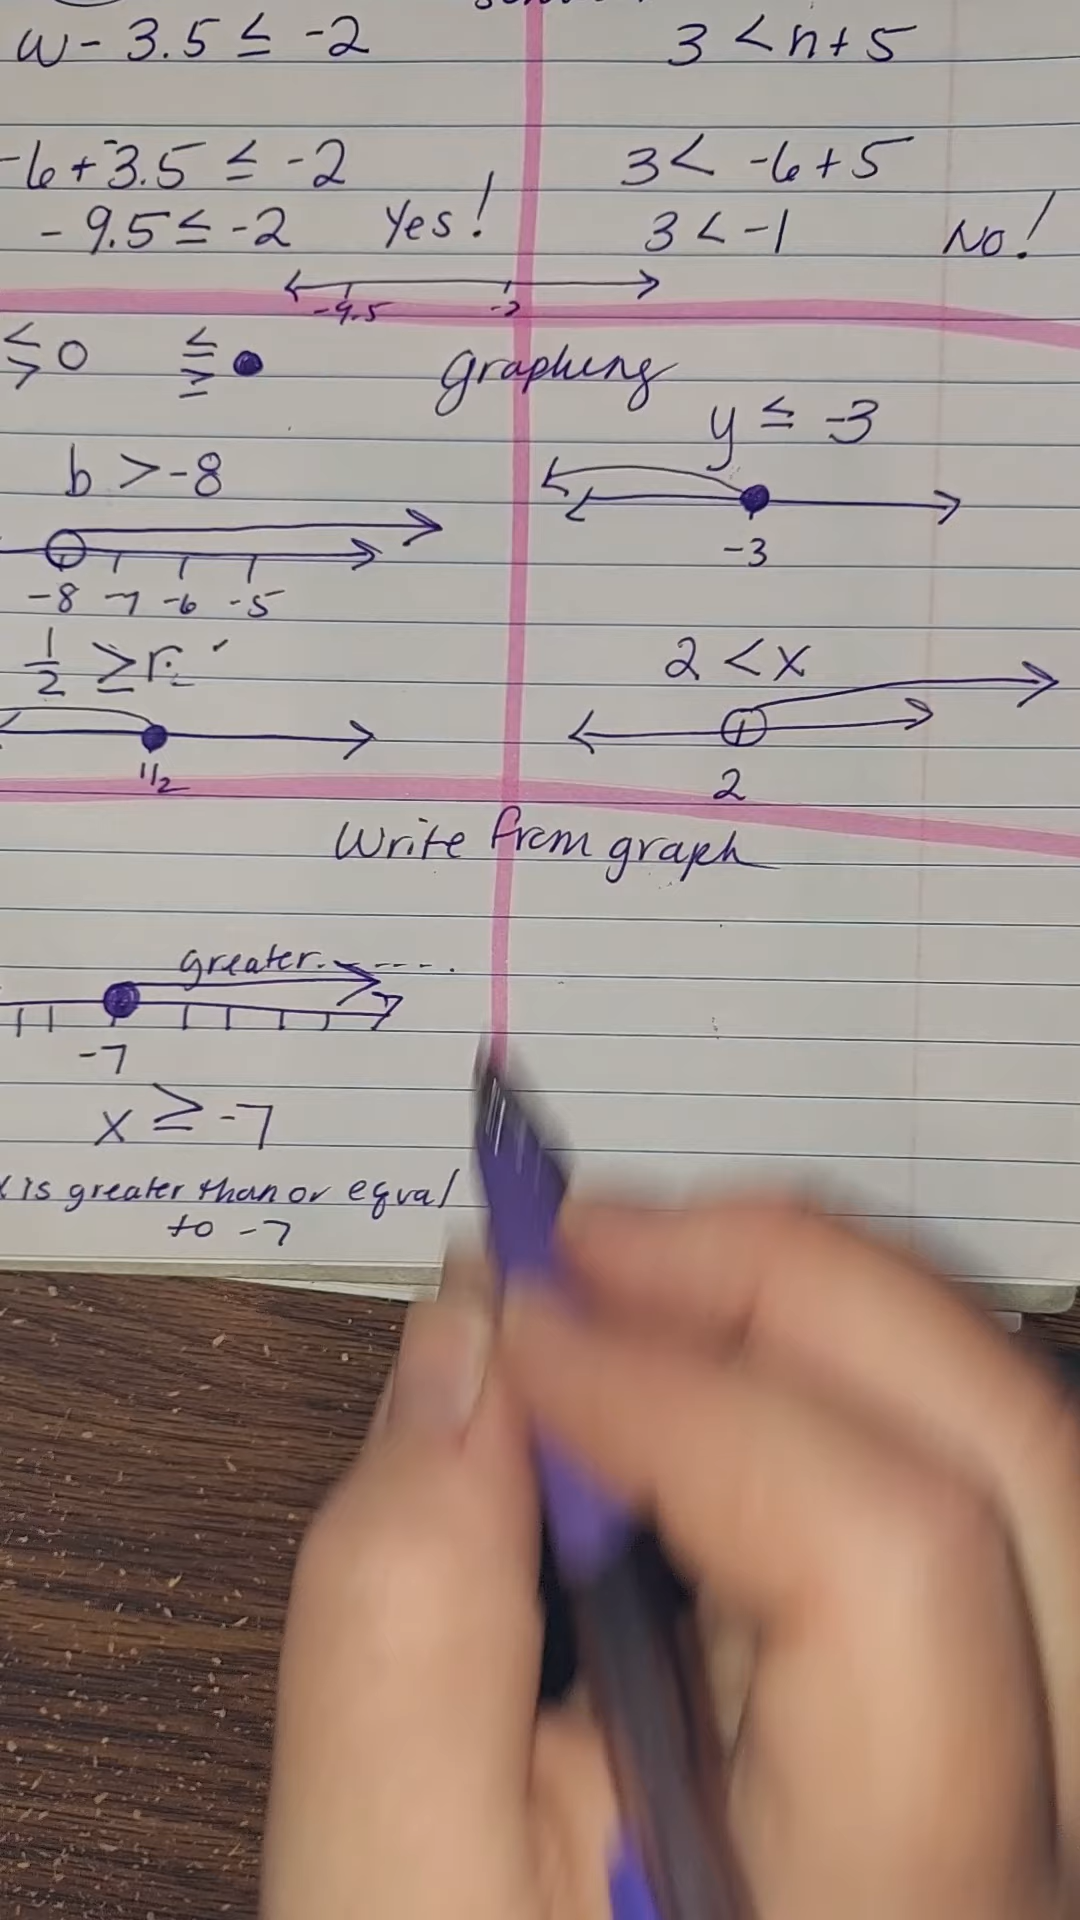 w - 3.5 ≤ -2
3 < n + 5
-6 + -3.5 ≤ -2
3 < -6 + 5
-9.5 ≤ -2 Yes!
3 < -1 No!
-9.5 -2
< > ○ ≤ ≥ ●
graphing
y ≤ -3
b > -8
-3
-8 -7 -6 -5
1/2 ≥ r
2 < x
1/2
2
Write from graph
greater
-7
x ≥ -7
x is greater than or equal
to -7